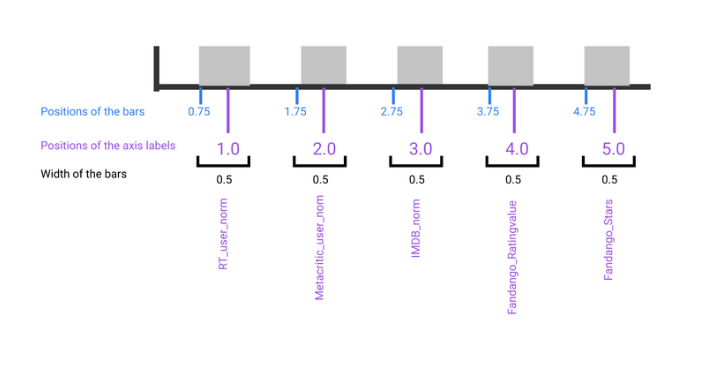 Positions of the bars
0.75
1.75
2.75
3.75
4.75
Positions of the axis labels
1.0
2.0
3.0
4.0
5.0
Width of the bars
0.5
0.5
0.5
0.5
0.5
RT_user_norm
Metacritic_user_nom
IMDB_norm
Fandango_Ratingvalue
Fandango_Stars